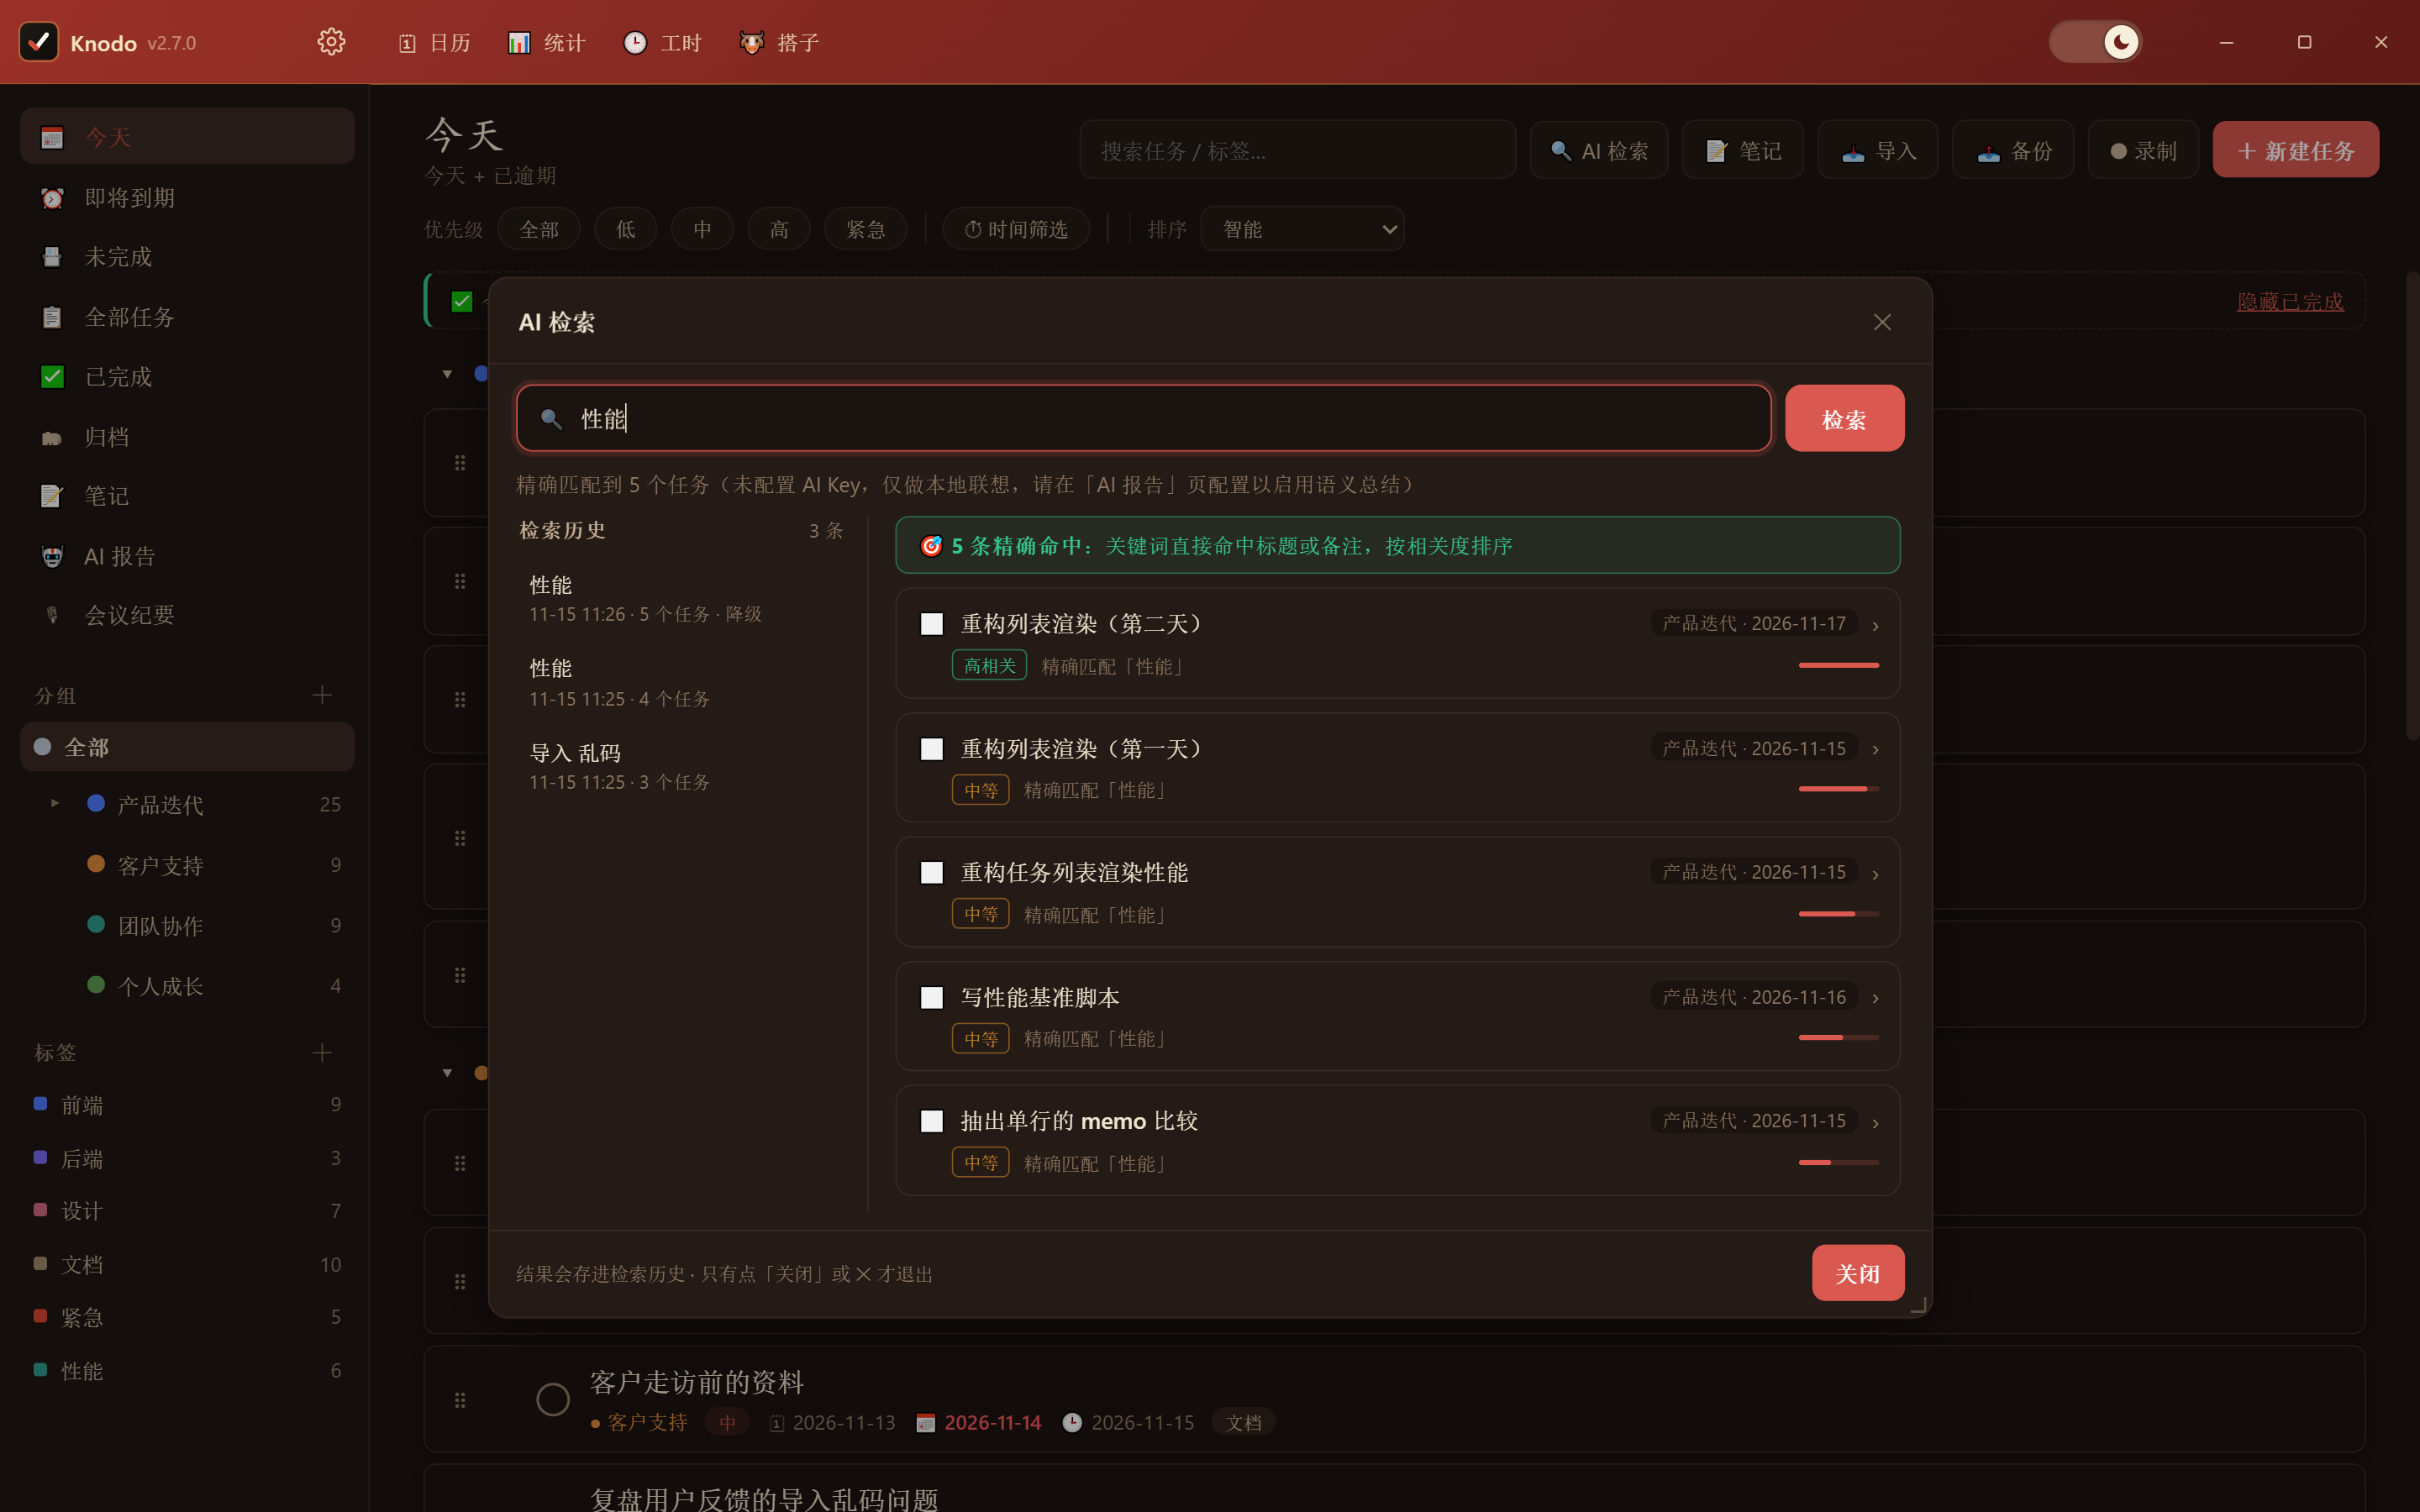 Knodo v2.7.0
日历 统计 工时 搭子
今天
即将到期
未完成
全部任务
已完成
归档
笔记
AI 报告
会议纪要
分组
全部
产品迭代 25
客户支持 9
团队协作 9
个人成长 4
标签
前端 9
后端 3
设计 7
文档 10
紧急 5
性能 6
今天
今天 + 已逾期
搜索任务 / 标签...
AI 检索 笔记 导入 备份 录制 + 新建任务
优先级 全部 低 中 高 紧急 时间筛选 排序 智能
隐藏已完成
AI 检索
性能
检索
精确匹配到 5 个任务（未配置 AI Key，仅做本地联想，请在「AI 报告」页配置以启用语义总结）
检索历史 3 条
性能
11-15 11:26 · 5 个任务 · 降级
性能
11-15 11:25 · 4 个任务
导入 乱码
11-15 11:25 · 3 个任务
5 条精确命中：关键词直接命中标题或备注，按相关度排序
重构列表渲染（第二天） 产品迭代 · 2026-11-17
高相关 精确匹配「性能」
重构列表渲染（第一天） 产品迭代 · 2026-11-15
中等 精确匹配「性能」
重构任务列表渲染性能 产品迭代 · 2026-11-15
中等 精确匹配「性能」
写性能基准脚本 产品迭代 · 2026-11-16
中等 精确匹配「性能」
抽出单行的 memo 比较 产品迭代 · 2026-11-15
中等 精确匹配「性能」
结果会存进检索历史 · 只有点「关闭」或 ✕ 才退出
关闭
客户走访前的资料
客户支持 中 2026-11-13 2026-11-14 2026-11-15 文档
复盘用户反馈的导入乱码问题